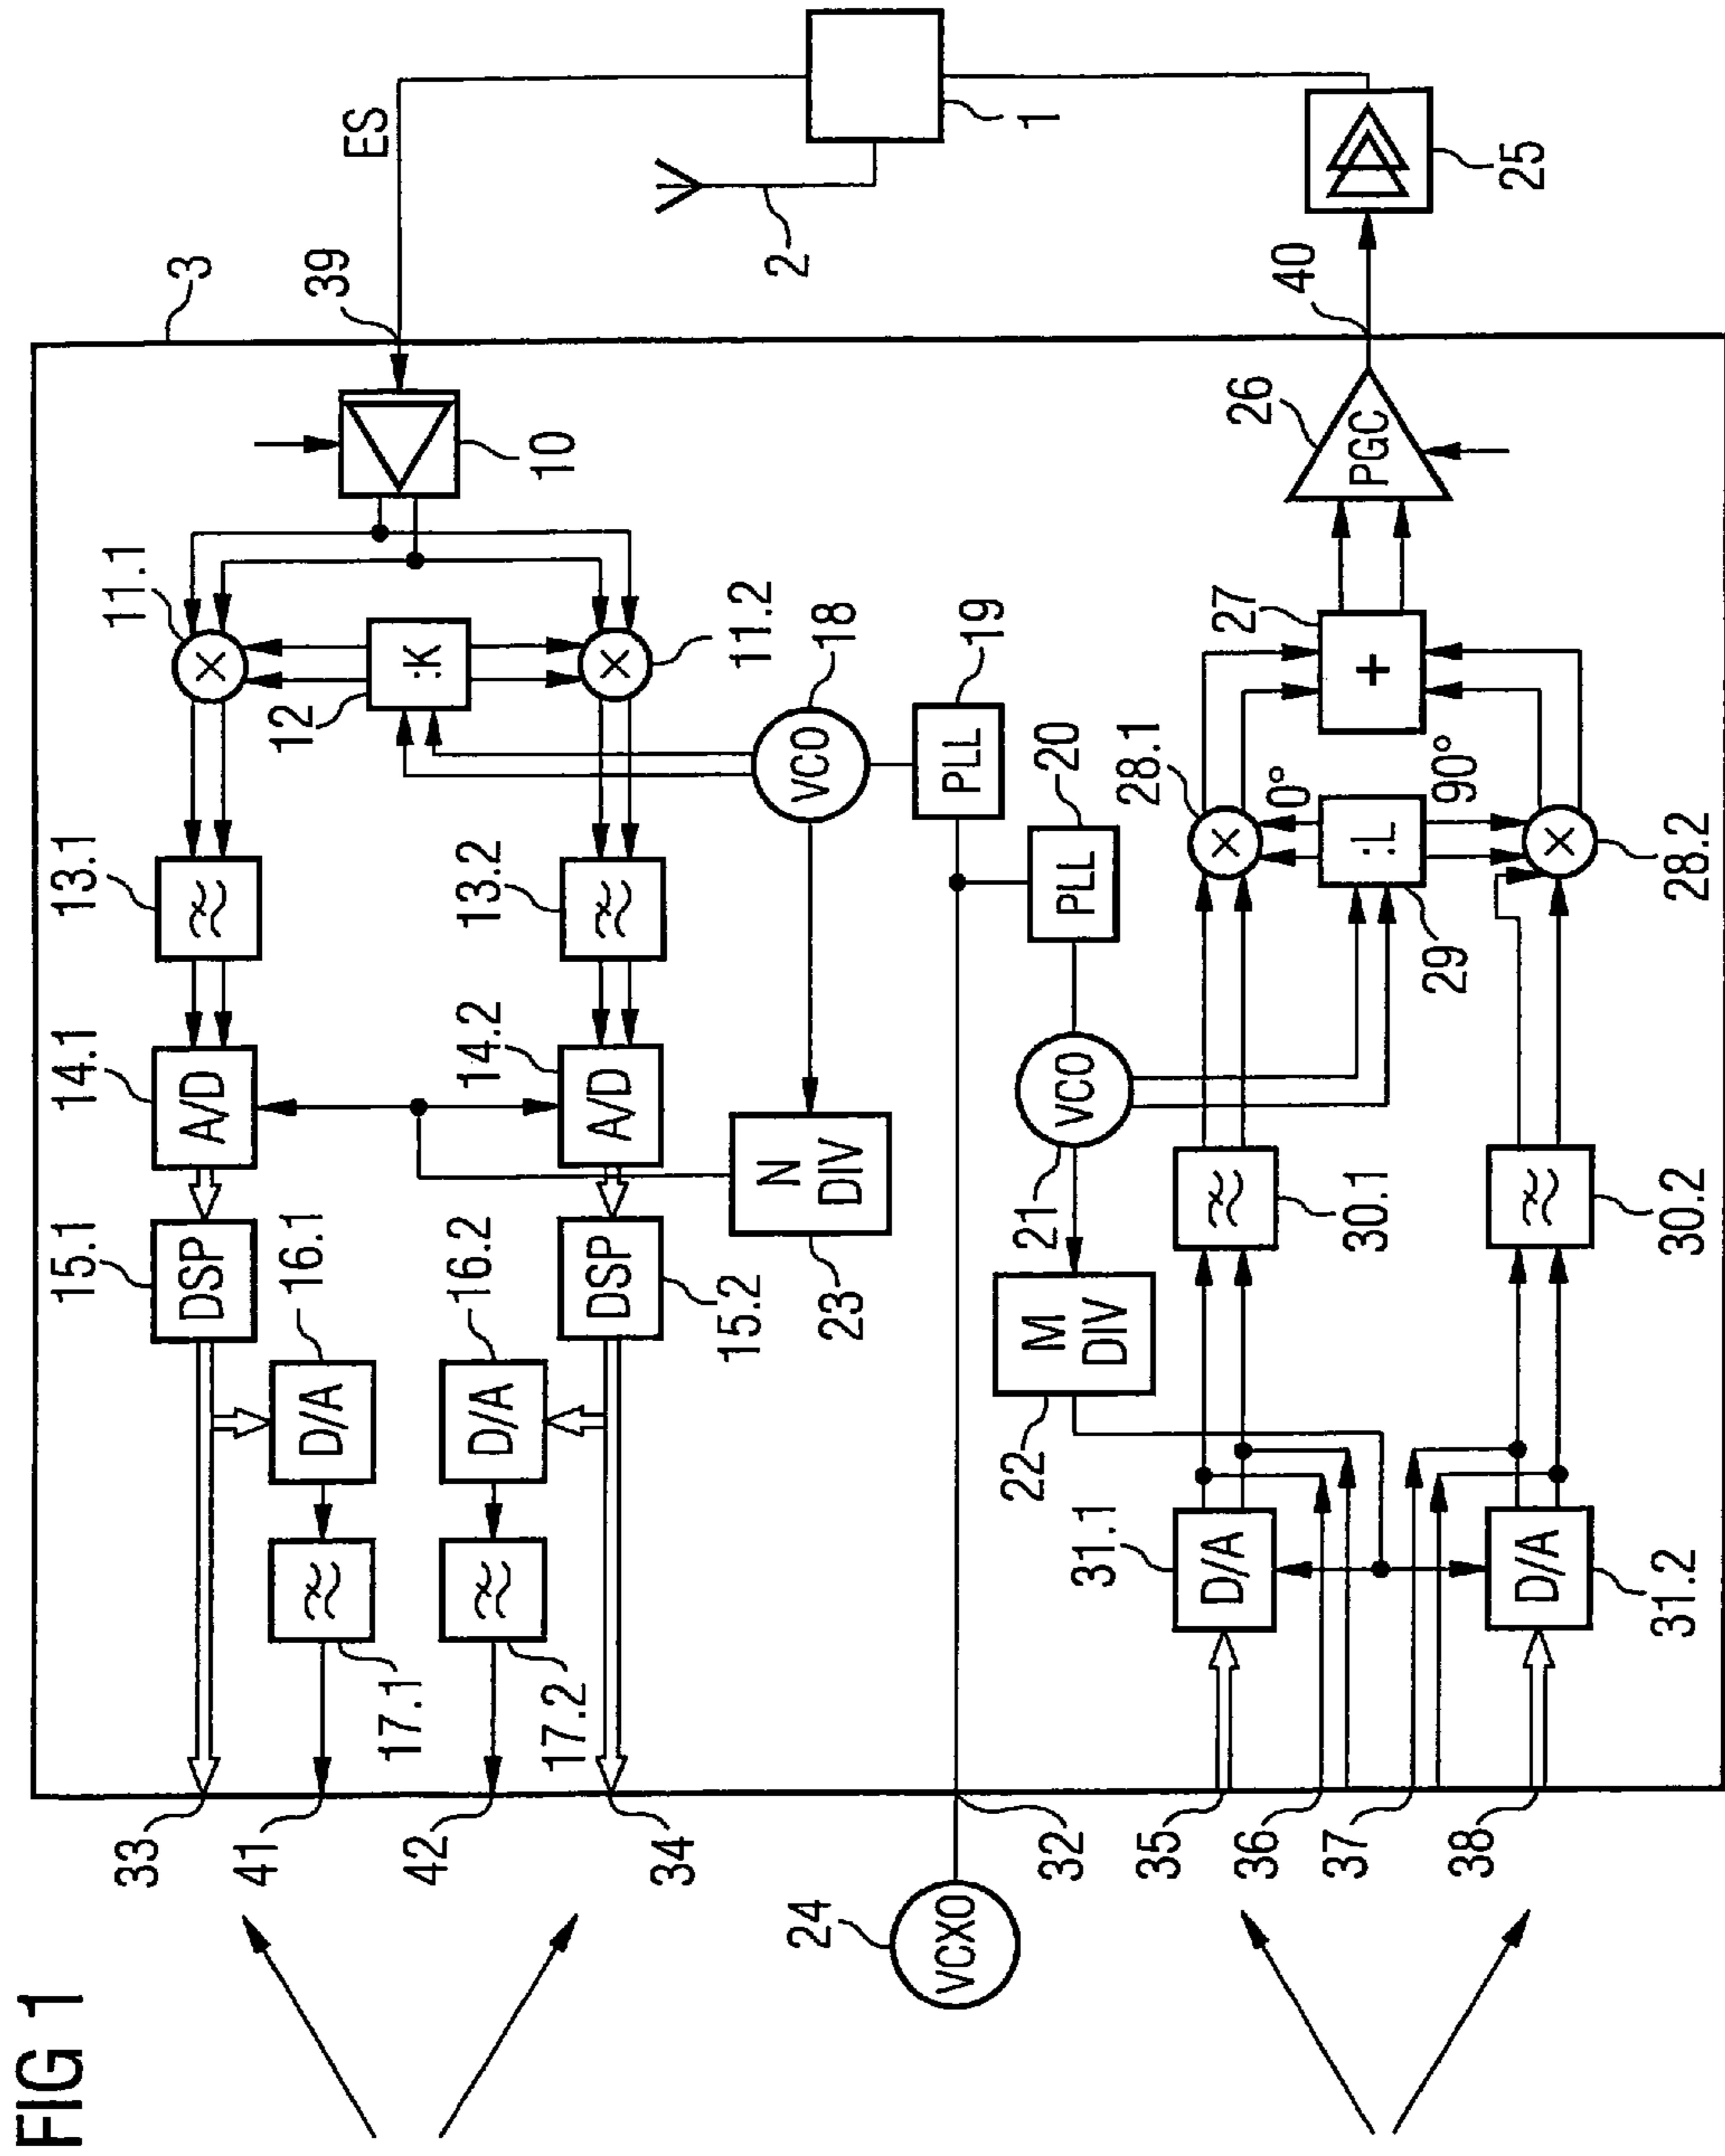 FIG 1
33
41
42
34
24
VCXO
32
35
36
37
38
15.1
DSP
14.1
A/D
13.1
11.1
X
3
39
ES
16.1
D/A
17.1
16.2
D/A
17.2
15.2
DSP
14.2
A/D
13.2
12
:K
11.2
X
10
2
1
23
N
DIV
18
VCO
19
PLL
20
PLL
21
VCO
22
M
DIV
31.1
D/A
30.1
28.1
X
0°
27
+
26
PGC
40
25
29
:L
90°
31.2
D/A
30.2
28.2
X